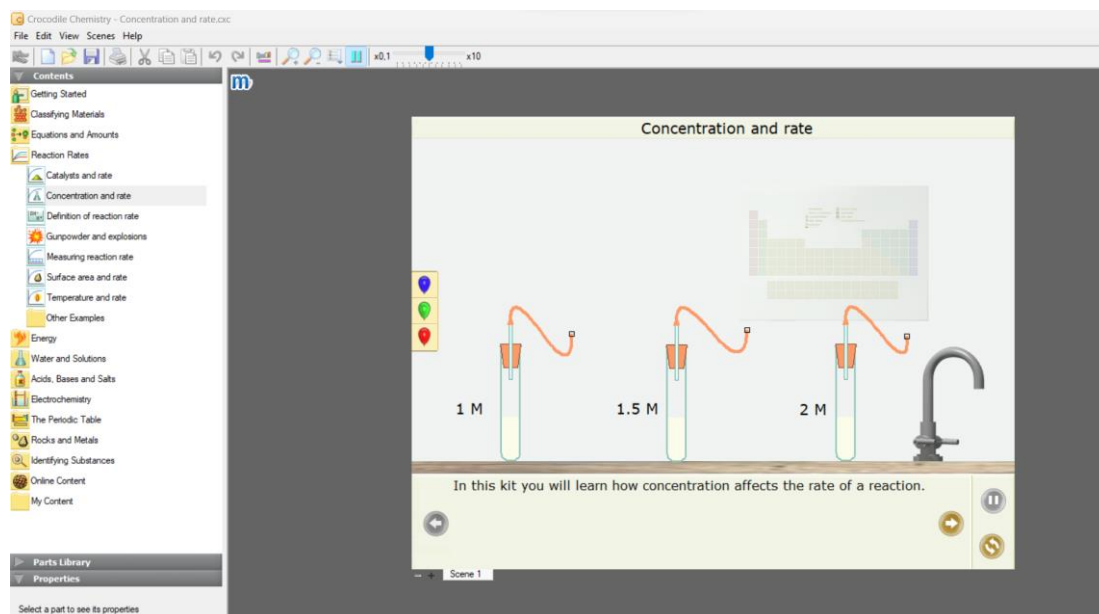 Crocodile Chemistry - Concentration and rate.cxc
File Edit View Scenes Help
x0.1 x10
Contents
Getting Started
Classifying Materials
Equations and Amounts
Reaction Rates
Catalysts and rate
Concentration and rate
Definition of reaction rate
Gunpowder and explosions
Measuring reaction rate
Surface area and rate
Temperature and rate
Other Examples
Energy
Water and Solutions
Acids, Bases and Salts
Electrochemistry
The Periodic Table
Rocks and Metals
Identifying Substances
Online Content
My Content
Parts Library
Properties
Select a part to see its properties
m
Concentration and rate
1 M 1.5 M 2 M
In this kit you will learn how concentration affects the rate of a reaction.
Scene 1